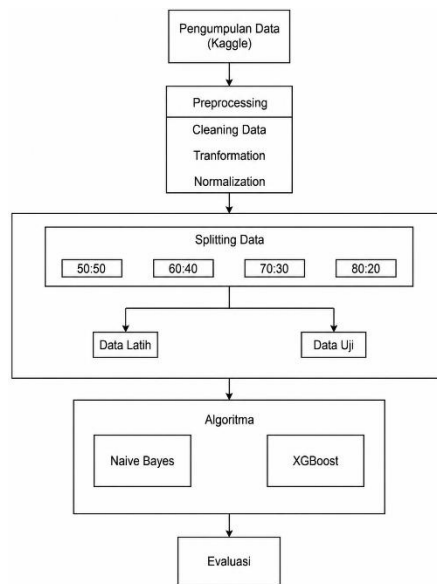 Pengumpulan Data
(Kaggle)
Preprocessing
Cleaning Data
Tranformation
Normalization
Splitting Data
50:50 60:40 70:30 80:20
Data Latih Data Uji
Algoritma
Naive Bayes XGBoost
Evaluasi